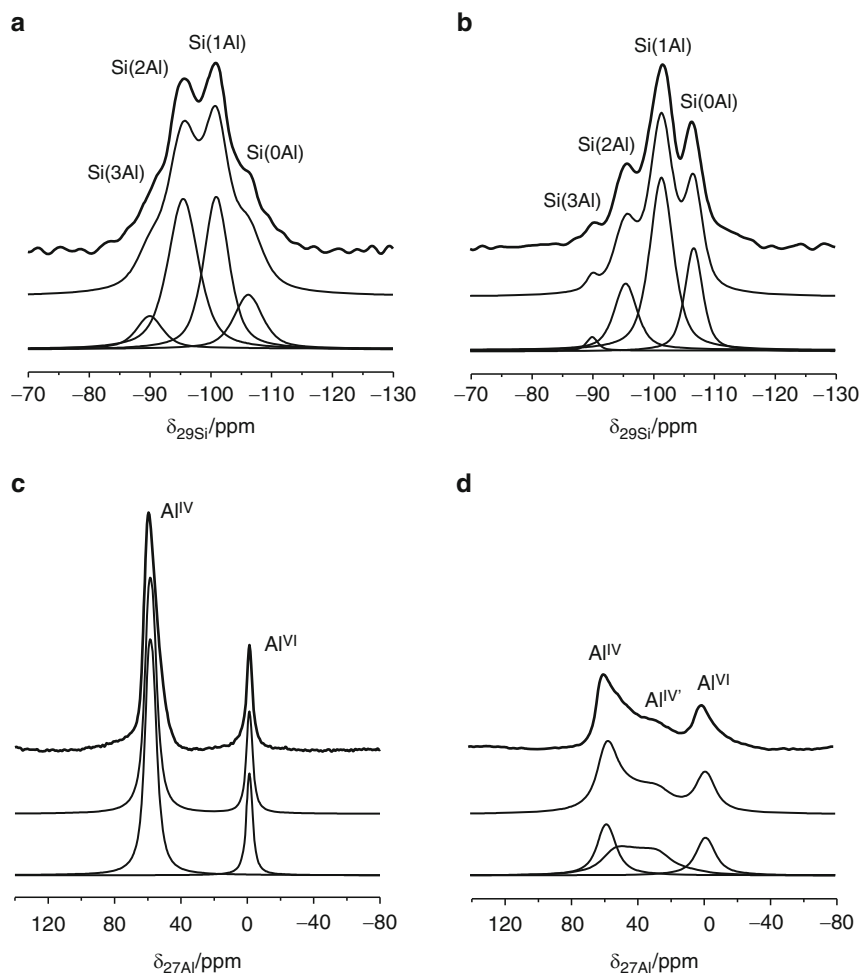 a
Si(1Al)
Si(2Al)
Si(0Al)
Si(3Al)
−70 −80 −90 −100 −110 −120 −130
δ29Si/ppm
b
Si(1Al)
Si(0Al)
Si(2Al)
Si(3Al)
−70 −80 −90 −100 −110 −120 −130
δ29Si/ppm
c
AlIV
AlVI
120 80 40 0 −40 −80
δ27Al/ppm
d
AlIV
AlIV'
AlVI
120 80 40 0 −40 −80
δ27Al/ppm